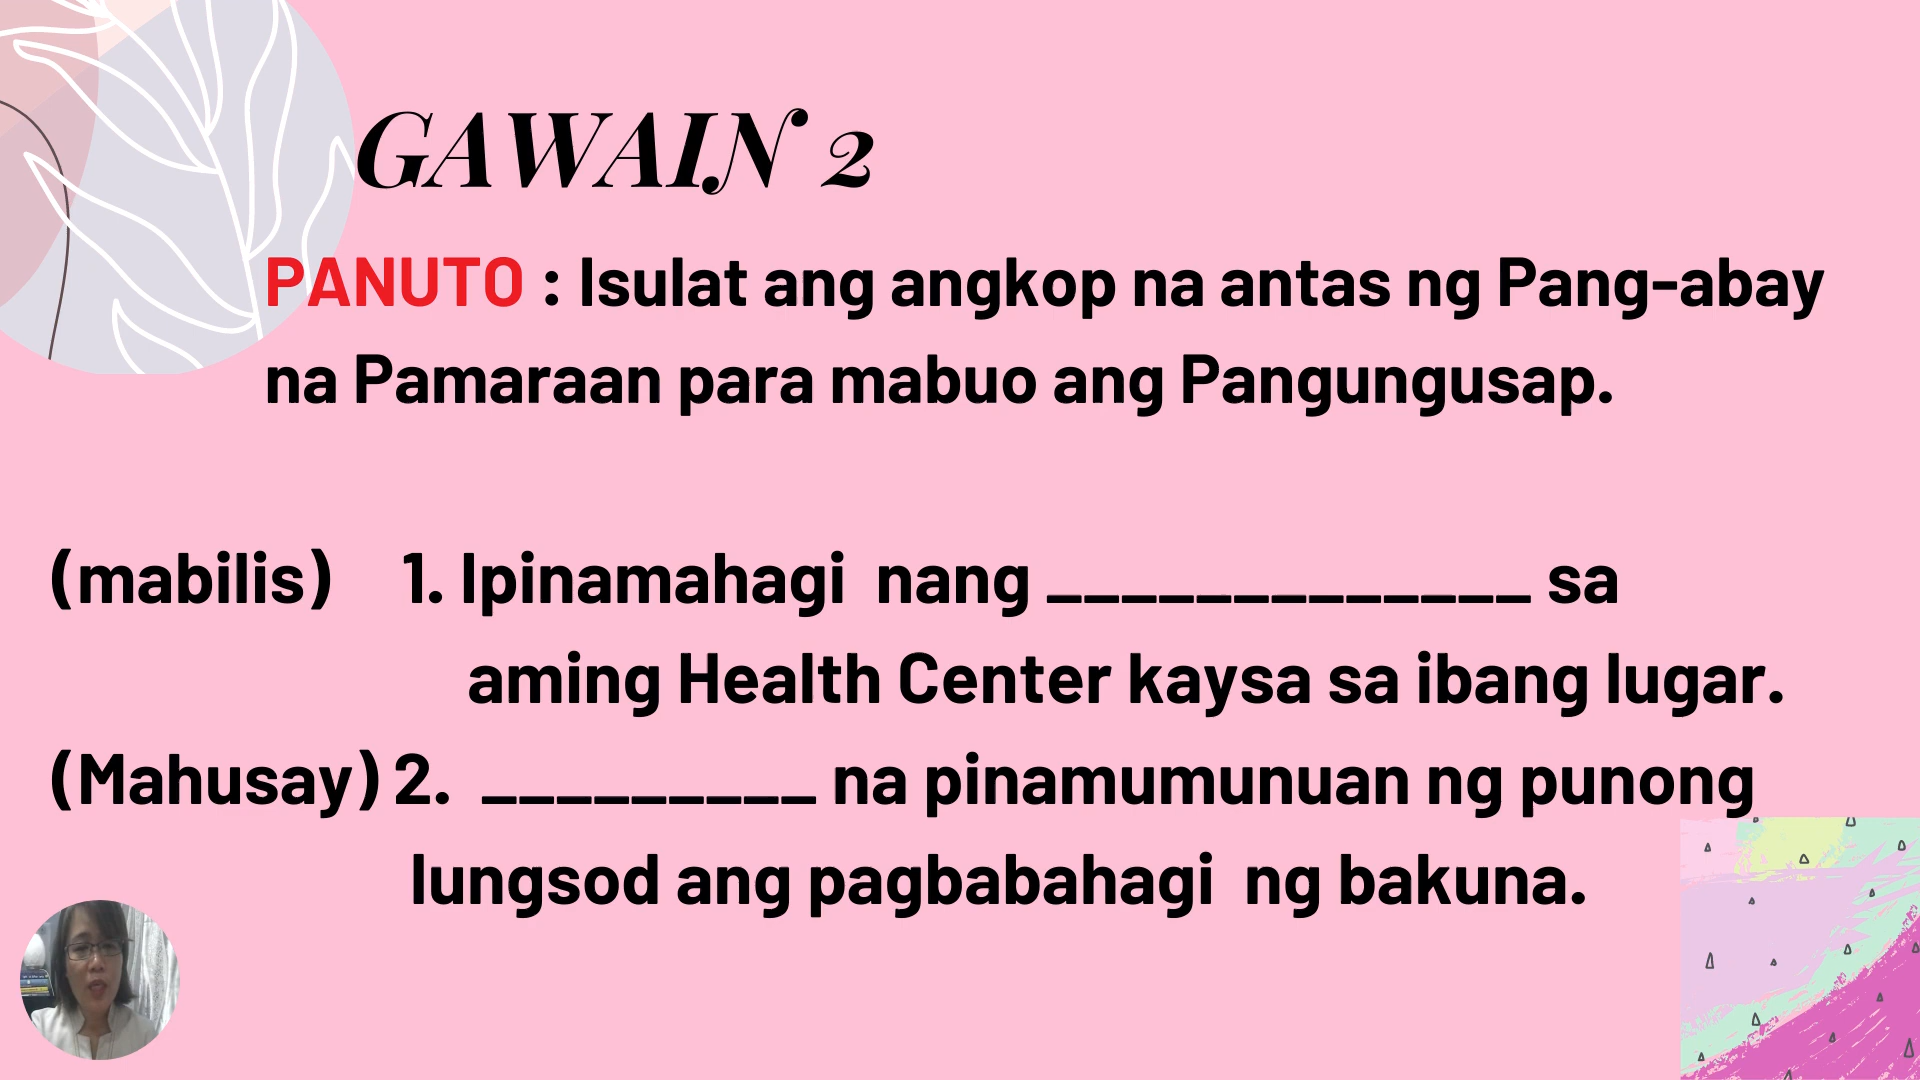 GAWAIN 2
PANUTO : Isulat ang angkop na antas ng Pang-abay
na Pamaraan para mabuo ang Pangungusap.
(mabilis) 1. Ipinamahagi nang _____________ sa
aming Health Center kaysa sa ibang lugar.
(Mahusay) 2. _________ na pinamumunuan ng punong
lungsod ang pagbabahagi ng bakuna.